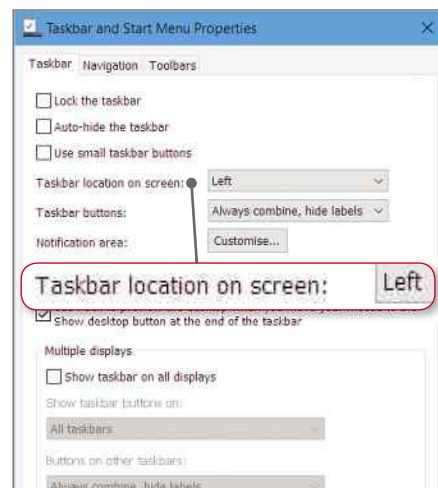 Taskbar and Start Menu Properties
Taskbar Navigation Toolbars
Lock the taskbar
Auto-hide the taskbar
Use small taskbar buttons
Taskbar location on screen: Left
Taskbar buttons: Always combine, hide labels
Notification area: Customise...
Taskbar location on screen: Left
Show desktop button at the end of the taskbar
Multiple displays
Show taskbar on all displays
Show taskbar buttons on:
All taskbars
Buttons on other taskbars:
Always combine, hide labels